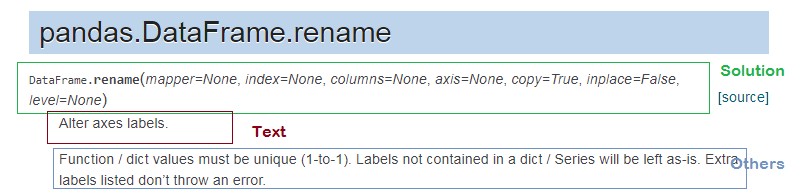 pandas.DataFrame.rename
DataFrame.rename(mapper=None, index=None, columns=None, axis=None, copy=True, inplace=False, Solution
level=None) [source]
Alter axes labels.
Text
Function / dict values must be unique (1-to-1). Labels not contained in a dict / Series will be left as-is. Extra Others
labels listed don't throw an error.